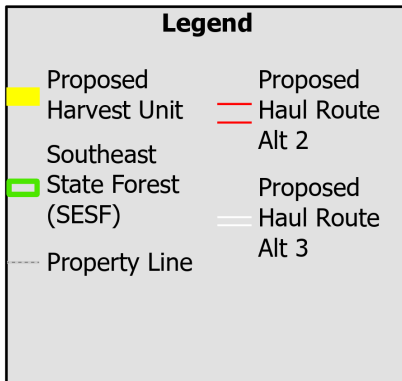 Legend
Proposed
Harvest Unit
Southeast
State Forest
(SESF)
Property Line
Proposed
Haul Route
Alt 2
Proposed
Haul Route
Alt 3